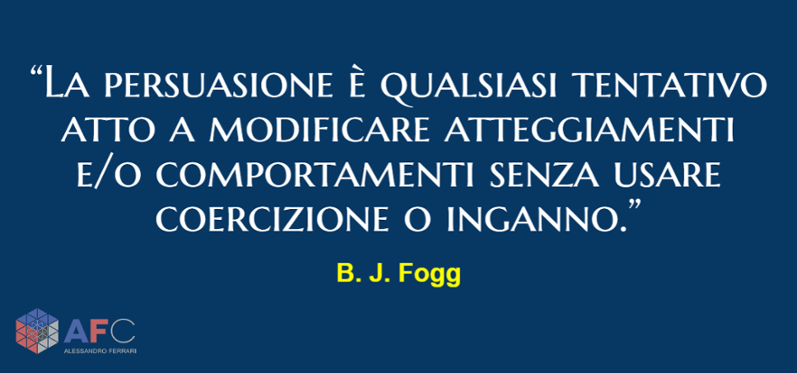 “La persuasione è qualsiasi tentativo
atto a modificare atteggiamenti
e/o comportamenti senza usare
coercizione o inganno.”
B. J. Fogg
AFC
ALESSANDRO FERRARI